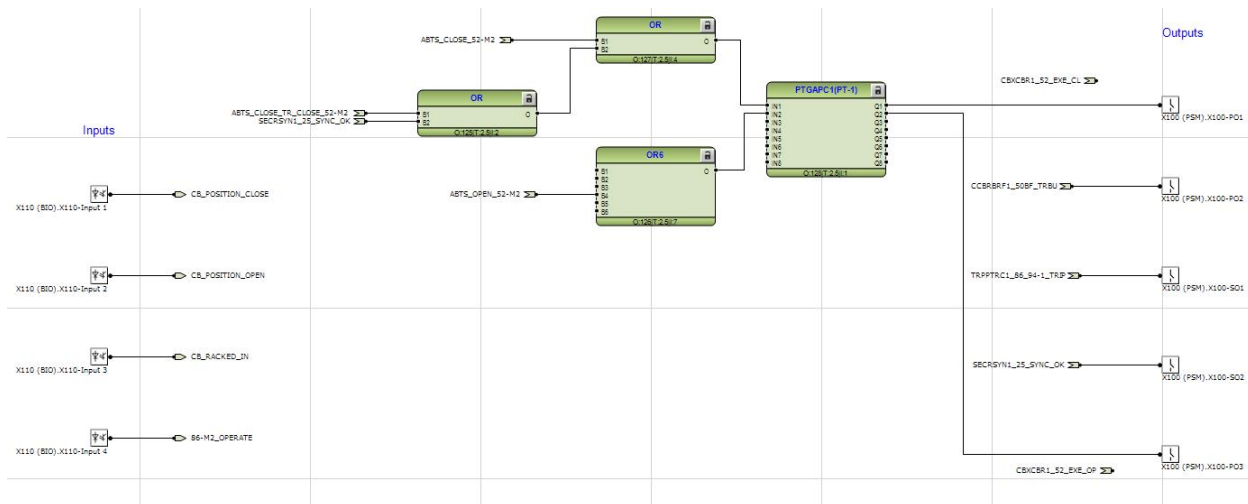 OR
Outputs
ABTS_CLOSE_52-M2
B1
B2
O
O:127|T:2.5|I:4
CBXCBR1_52_EXE_CL
PTGAPC1(PT-1)
OR
ABTS_CLOSE_TR_CLOSE_52-M2
SECRSYN1_25_SYNC_OK
B1
B2
O
O:125|T:2.5|I:2
IN1
IN2
IN3
IN4
IN5
IN6
IN7
IN8
Q1
Q2
Q3
Q4
Q5
Q6
Q7
Q8
O:128|T:2.5|I:1
X100 (PSM).X100-PO1
Inputs
OR6
B1
B2
B3
B4
B5
B6
O
O:126|T:2.5|I:7
ABTS_OPEN_52-M2
CB_POSITION_CLOSE
X110 (BIO).X110-Input 1
CCBRBRF1_50BF_TRBU
X100 (PSM).X100-PO2
CB_POSITION_OPEN
X110 (BIO).X110-Input 2
TRPPTRC1_86_94-1_TRIP
X100 (PSM).X100-SO1
CB_RACKED_IN
X110 (BIO).X110-Input 3
SECRSYN1_25_SYNC_OK
X100 (PSM).X100-SO2
86-M2_OPERATE
X110 (BIO).X110-Input 4
CBXCBR1_52_EXE_OP
X100 (PSM).X100-PO3